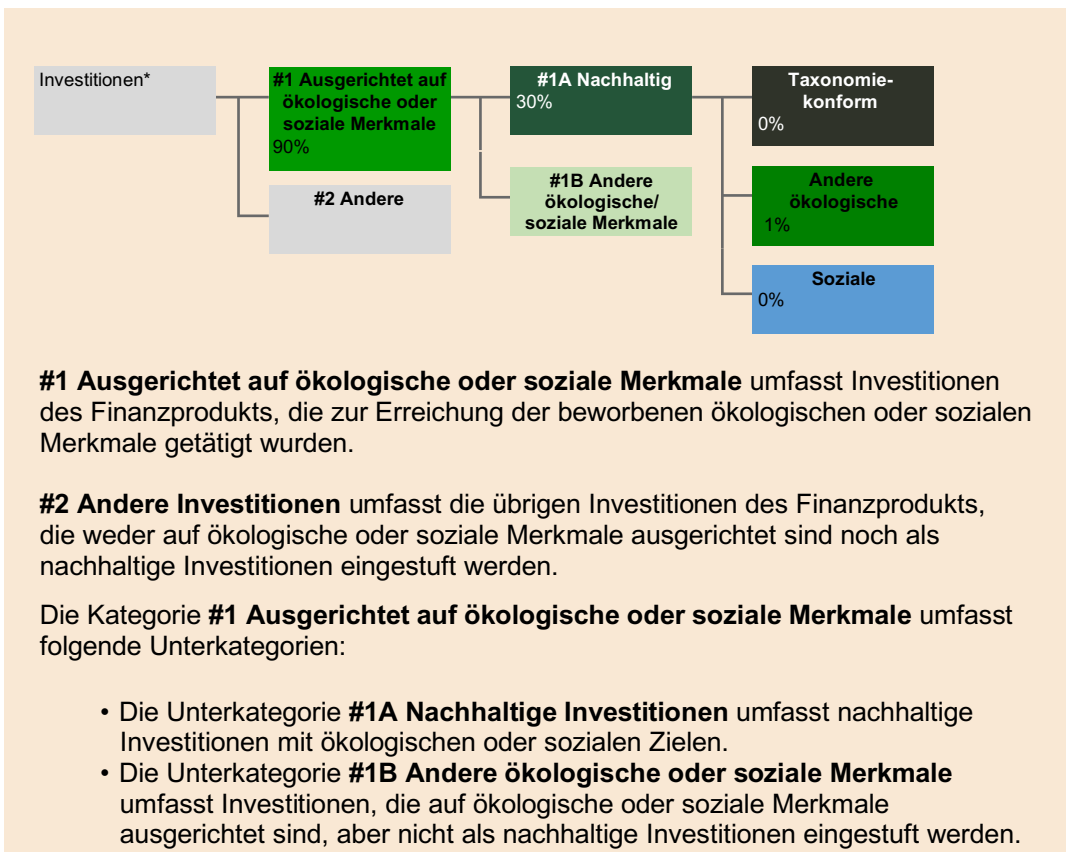 Investitionen*
#1 Ausgerichtet auf
ökologische oder
soziale Merkmale
90%
#2 Andere
#1A Nachhaltig
30%
#1B Andere
ökologische/
soziale Merkmale
Taxonomie-
konform
0%
Andere
ökologische
1%
Soziale
0%
#1 Ausgerichtet auf ökologische oder soziale Merkmale umfasst Investitionen
des Finanzprodukts, die zur Erreichung der beworbenen ökologischen oder sozialen
Merkmale getätigt wurden.
#2 Andere Investitionen umfasst die übrigen Investitionen des Finanzprodukts,
die weder auf ökologische oder soziale Merkmale ausgerichtet sind noch als
nachhaltige Investitionen eingestuft werden.
Die Kategorie #1 Ausgerichtet auf ökologische oder soziale Merkmale umfasst
folgende Unterkategorien:
• Die Unterkategorie #1A Nachhaltige Investitionen umfasst nachhaltige
Investitionen mit ökologischen oder sozialen Zielen.
• Die Unterkategorie #1B Andere ökologische oder soziale Merkmale
umfasst Investitionen, die auf ökologische oder soziale Merkmale
ausgerichtet sind, aber nicht als nachhaltige Investitionen eingestuft werden.